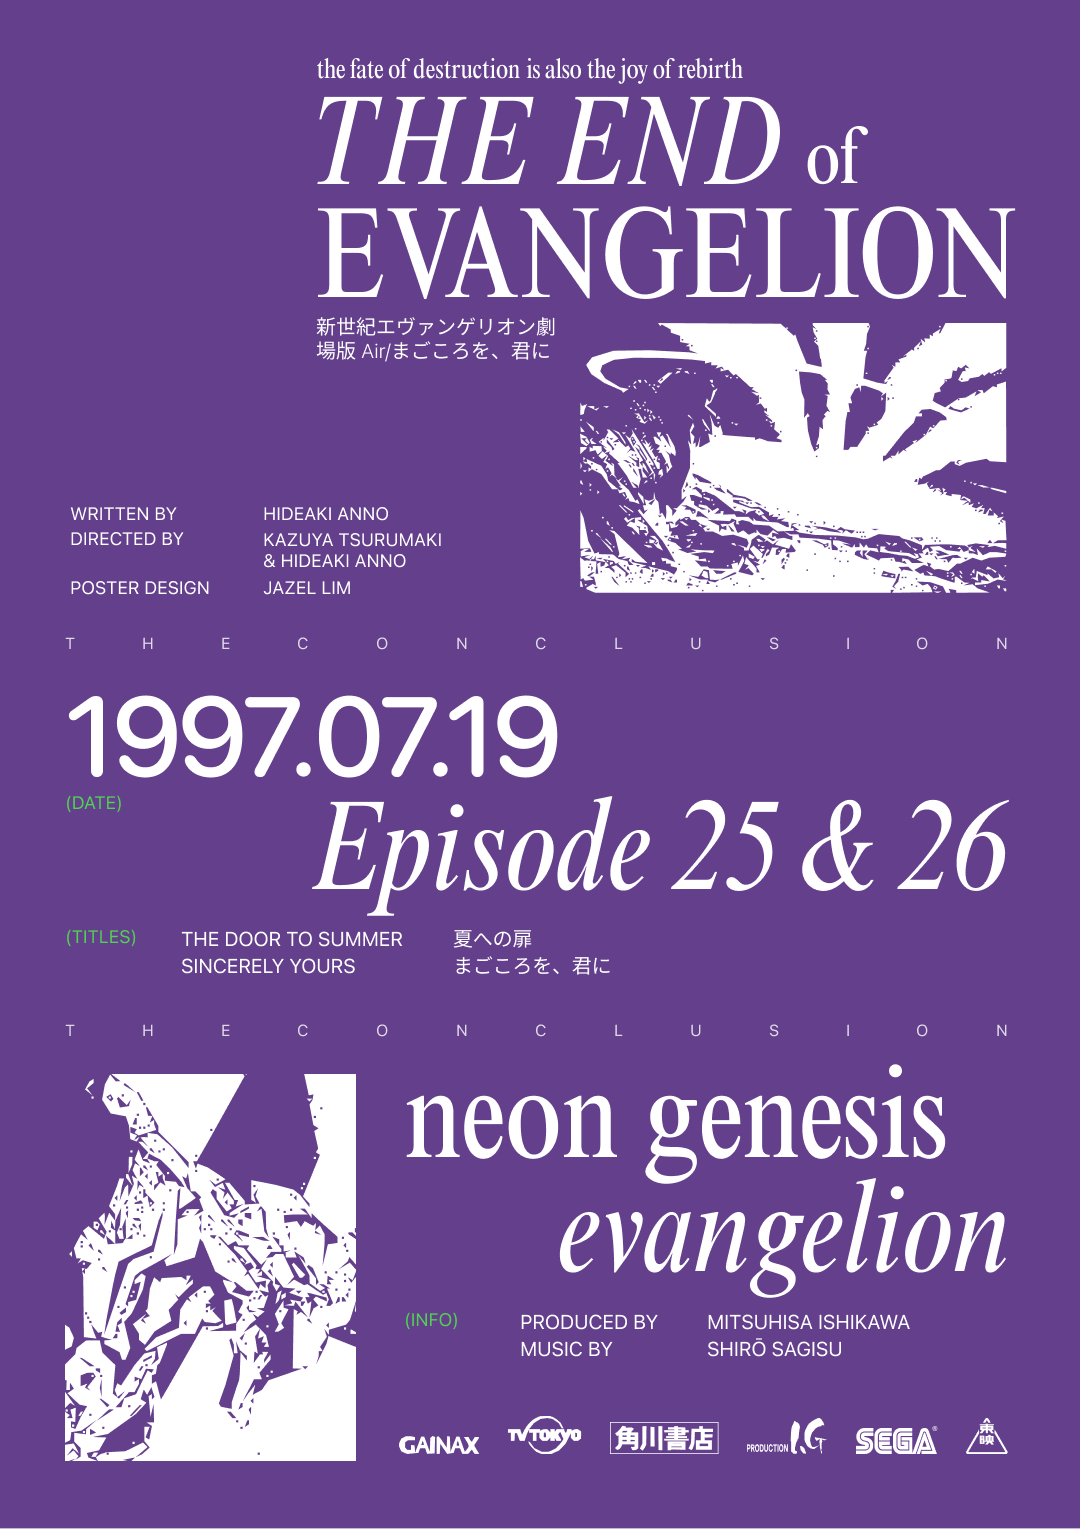 the fate of destruction is also the joy of rebirth
THE END of
EVANGELION
新世紀エヴァンゲリオン劇
場版 Air/まごころを、君に
WRITTEN BY HIDEAKI ANNO
DIRECTED BY KAZUYA TSURUMAKI
& HIDEAKI ANNO
POSTER DESIGN JAZEL LIM
T H E C O N C L U S I O N
1997.07.19
(DATE)
Episode 25 & 26
(TITLES) THE DOOR TO SUMMER 夏への扉
SINCERELY YOURS まごころを、君に
T H E C O N C L U S I O N
neon genesis
evangelion
(INFO) PRODUCED BY MITSUHISA ISHIKAWA
MUSIC BY SHIRŌ SAGISU
GAINAX TV TOKYO 角川書店 PRODUCTION I.G SEGA® 東映